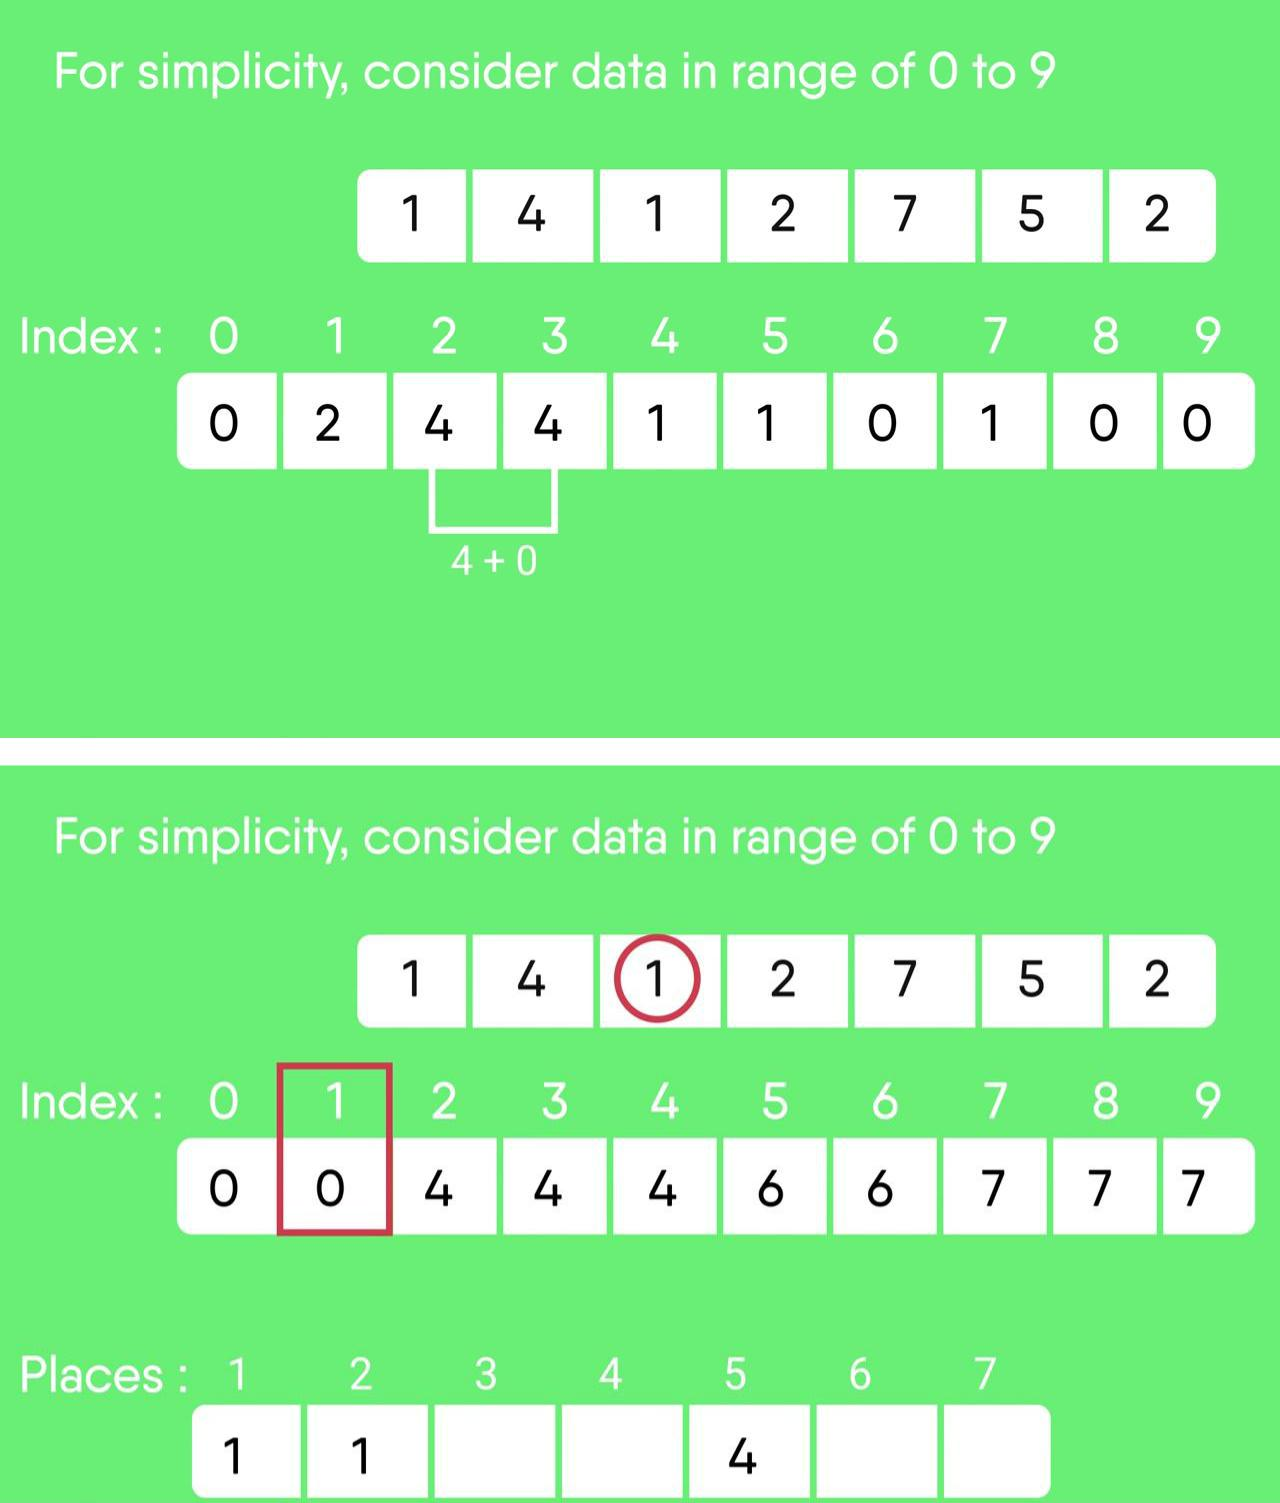 For simplicity, consider data in range of 0 to 9
1 4 1 2 7 5 2
Index : 0 1 2 3 4 5 6 7 8 9
0 2 4 4 1 1 0 1 0 0
4 + 0
For simplicity, consider data in range of 0 to 9
1 4 1 2 7 5 2
Index : 0 1 2 3 4 5 6 7 8 9
0 0 4 4 4 6 6 7 7 7
Places : 1 2 3 4 5 6 7
1 1 4